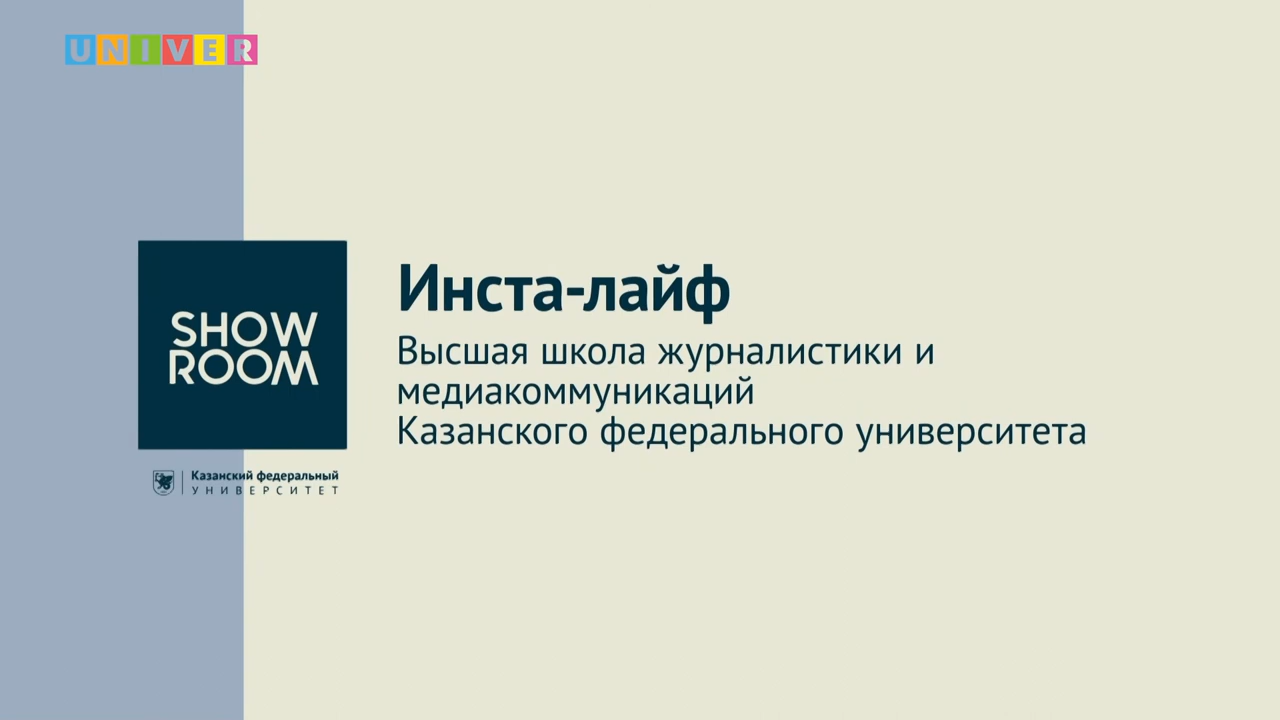 UNIVER
SHOW
ROOM
Казанский федеральный
УНИВЕРСИТЕТ
Инста-лайф
Высшая школа журналистики и
медиакоммуникаций
Казанского федерального университета